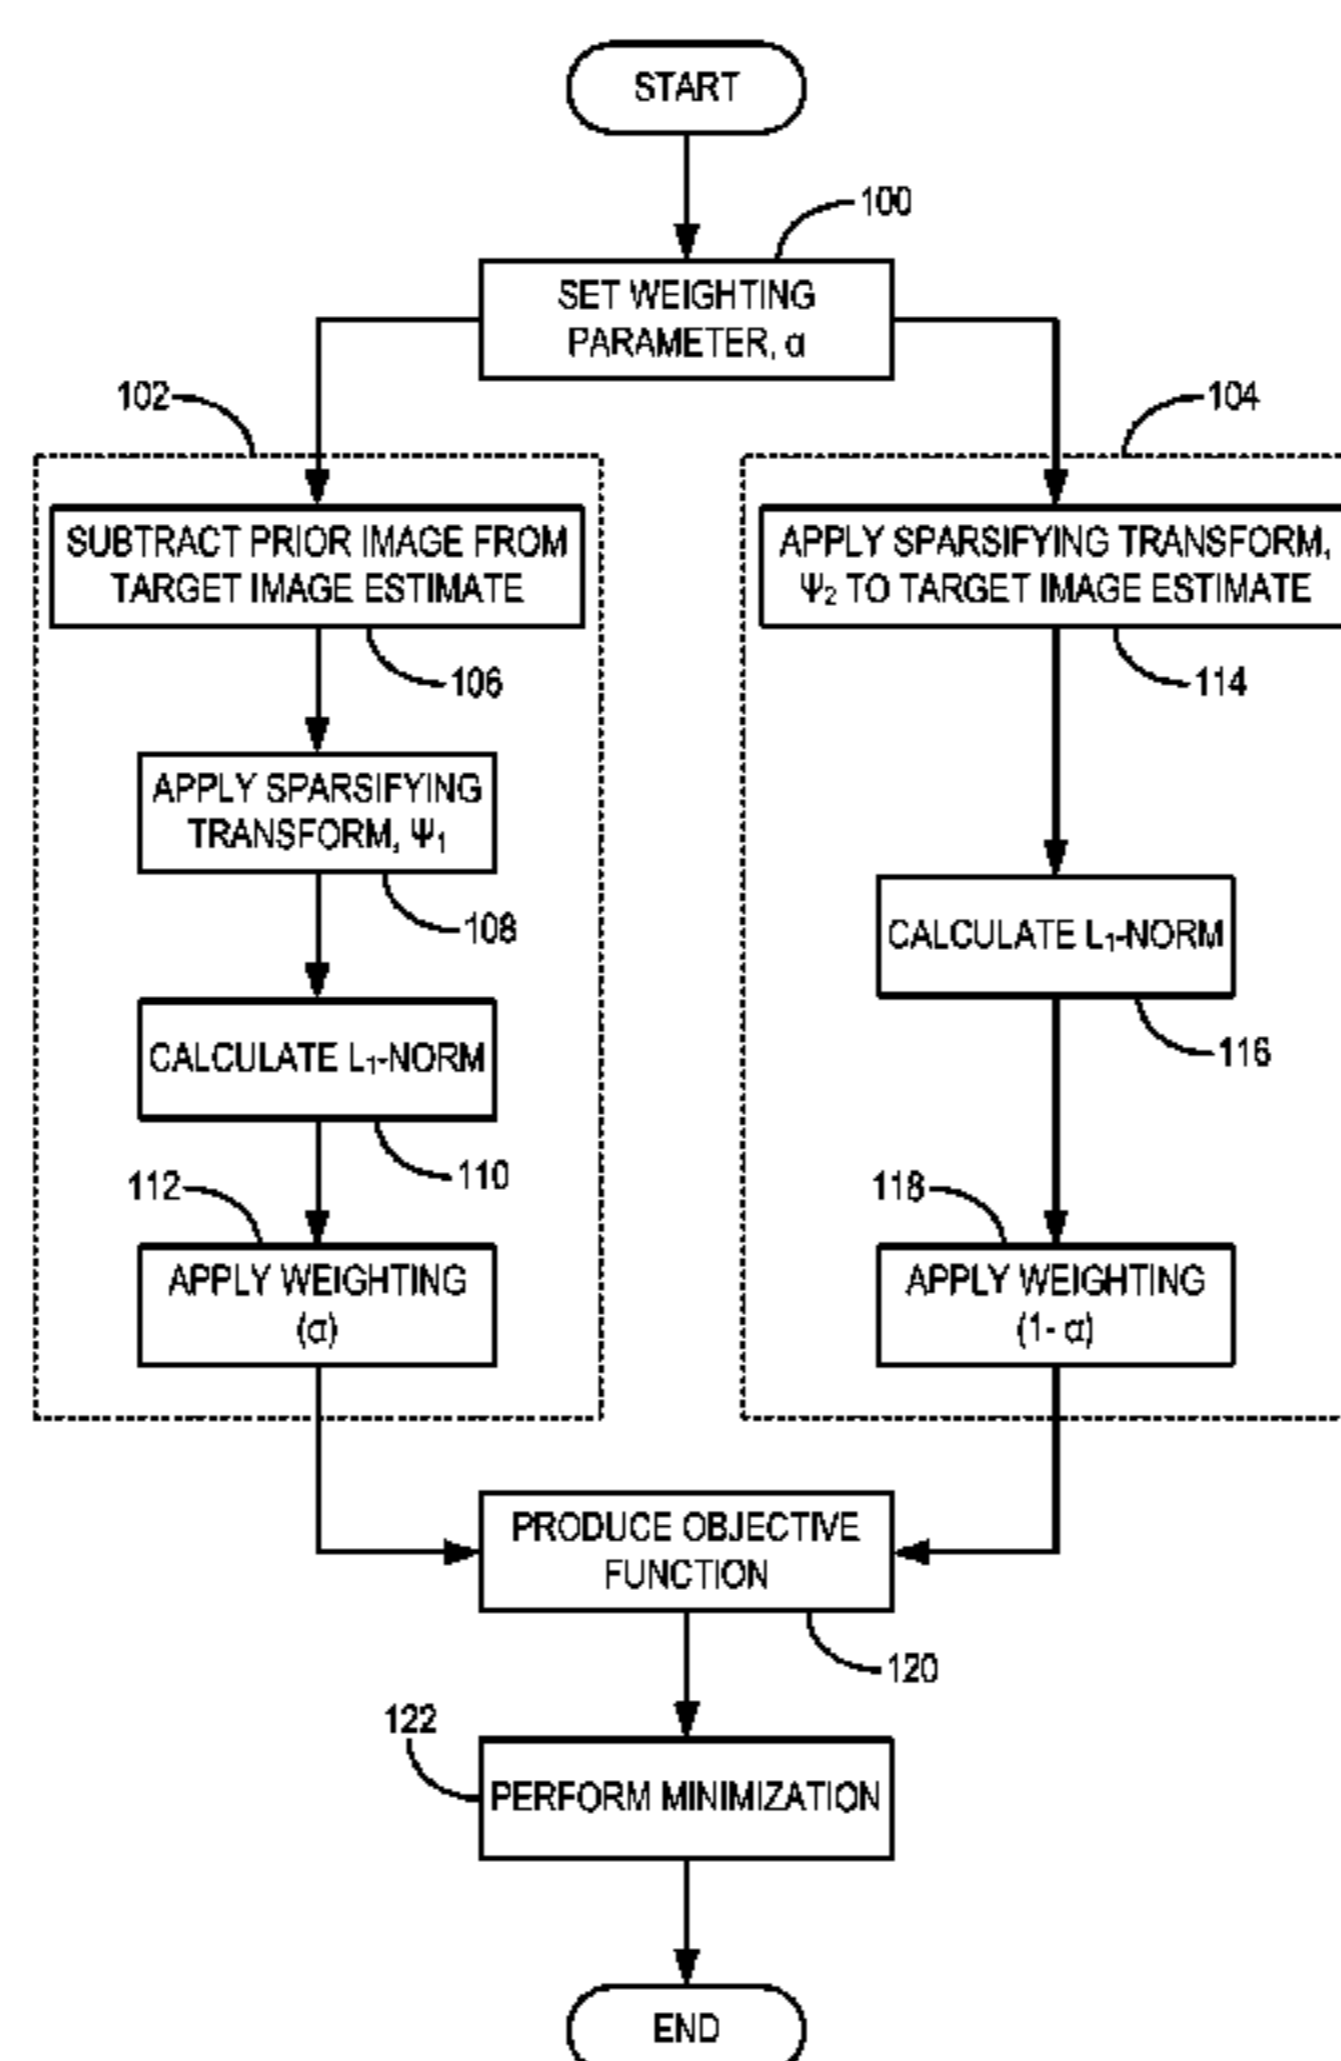 START
100
SET WEIGHTING
PARAMETER, α
102
104
SUBTRACT PRIOR IMAGE FROM
TARGET IMAGE ESTIMATE
106
APPLY SPARSIFYING TRANSFORM,
Ψ₂ TO TARGET IMAGE ESTIMATE
114
APPLY SPARSIFYING
TRANSFORM, Ψ₁
108
CALCULATE L₁-NORM
116
CALCULATE L₁-NORM
110
112
APPLY WEIGHTING
(α)
118
APPLY WEIGHTING
(1- α)
PRODUCE OBJECTIVE
FUNCTION
120
122
PERFORM MINIMIZATION
END